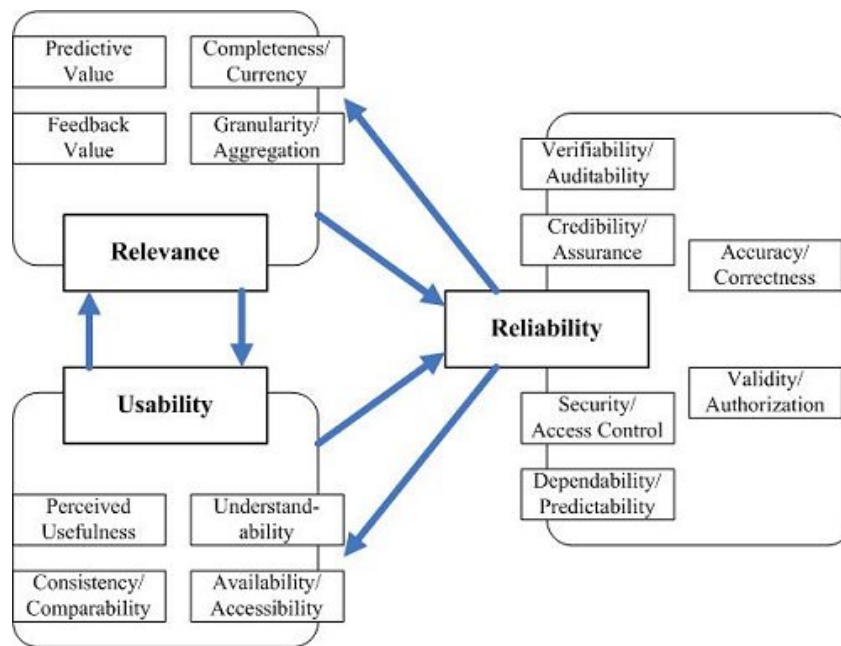 Predictive
Value
Completeness/
Currency
Feedback
Value
Granularity/
Aggregation
Relevance
Usability
Perceived
Usefulness
Understand-
ability
Consistency/
Comparability
Availability/
Accessibility
Reliability
Verifiability/
Auditability
Credibility/
Assurance
Accuracy/
Correctness
Validity/
Authorization
Security/
Access Control
Dependability/
Predictability